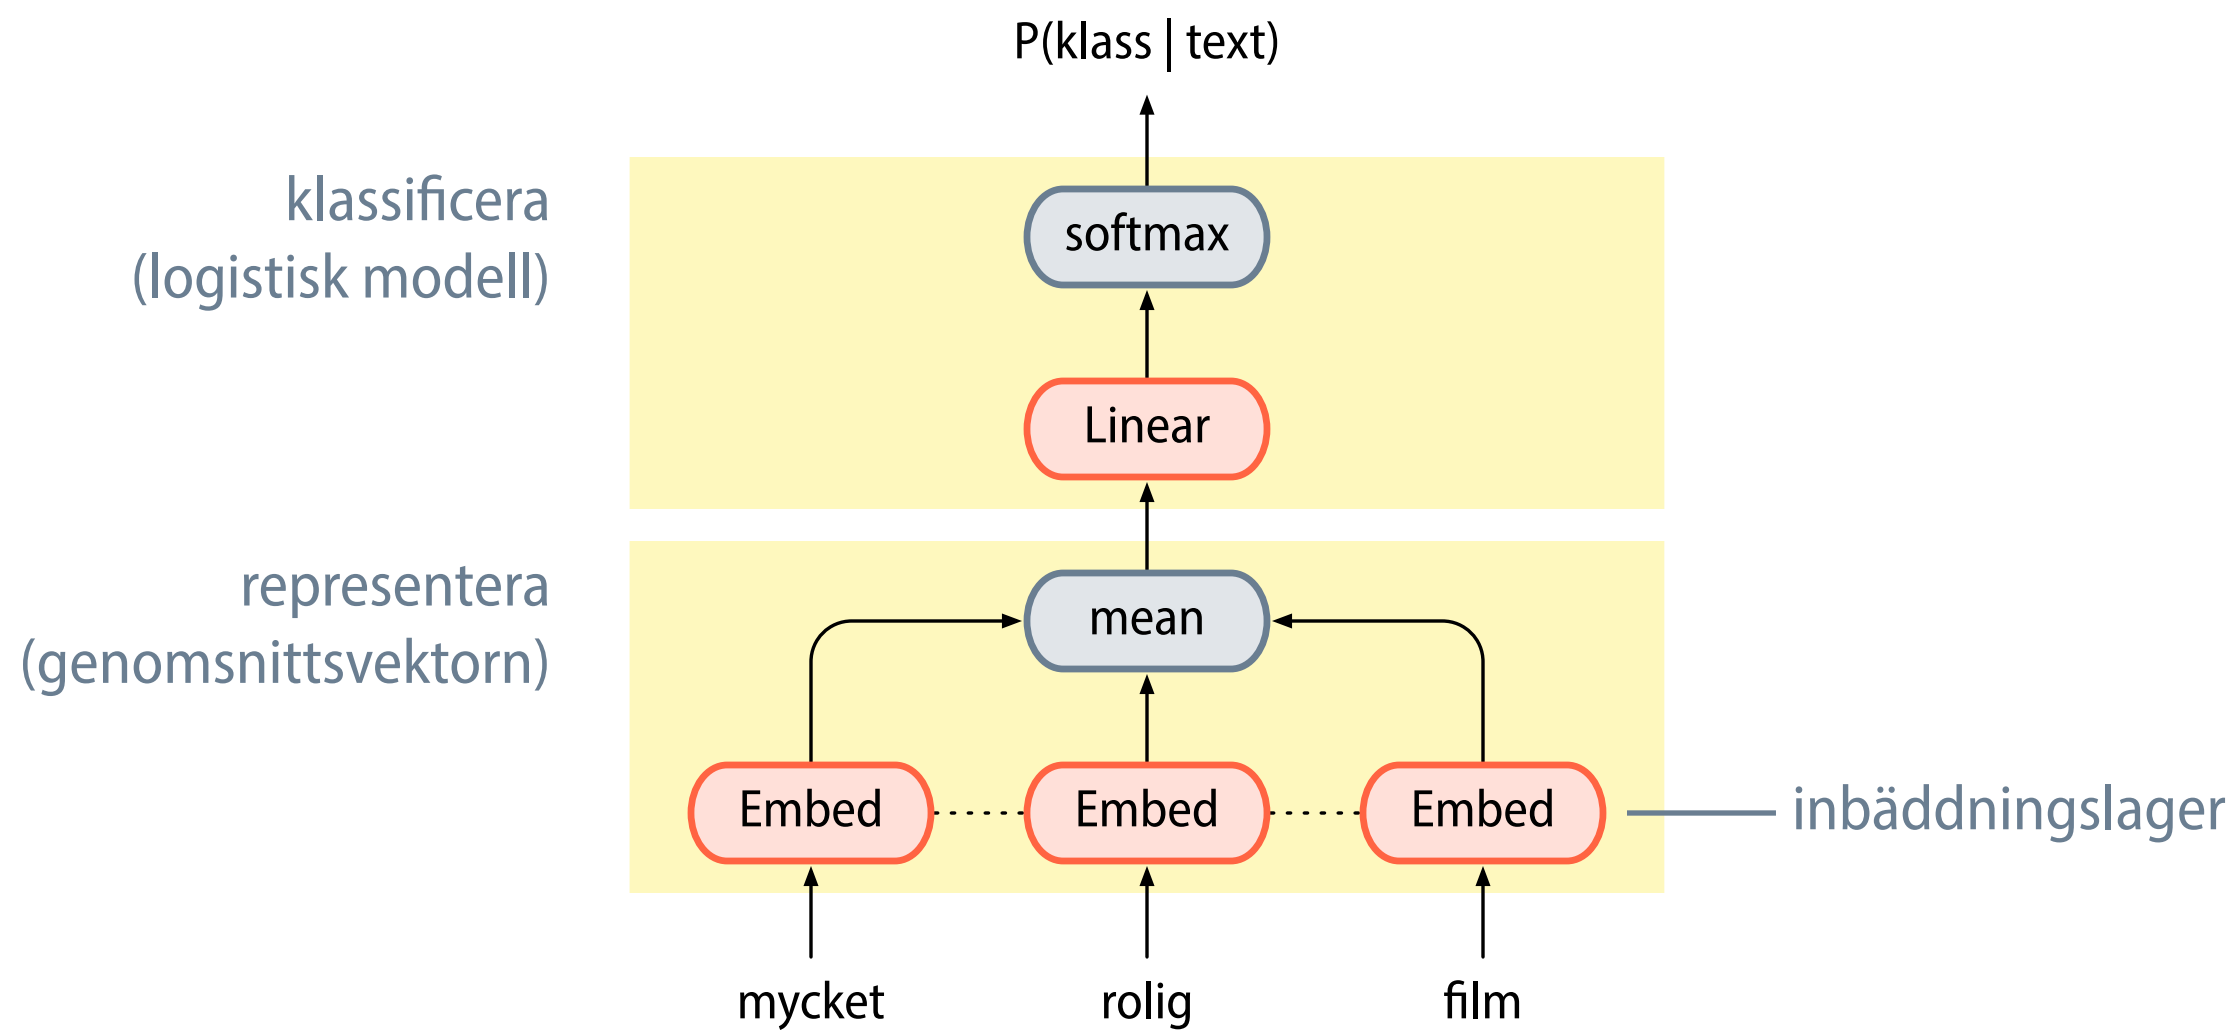 P(klass | text)
klassificera
(logistisk modell)
softmax
Linear
representera
(genomsnittsvektorn)
mean
Embed
Embed
Embed
inbäddningslager
mycket
rolig
film